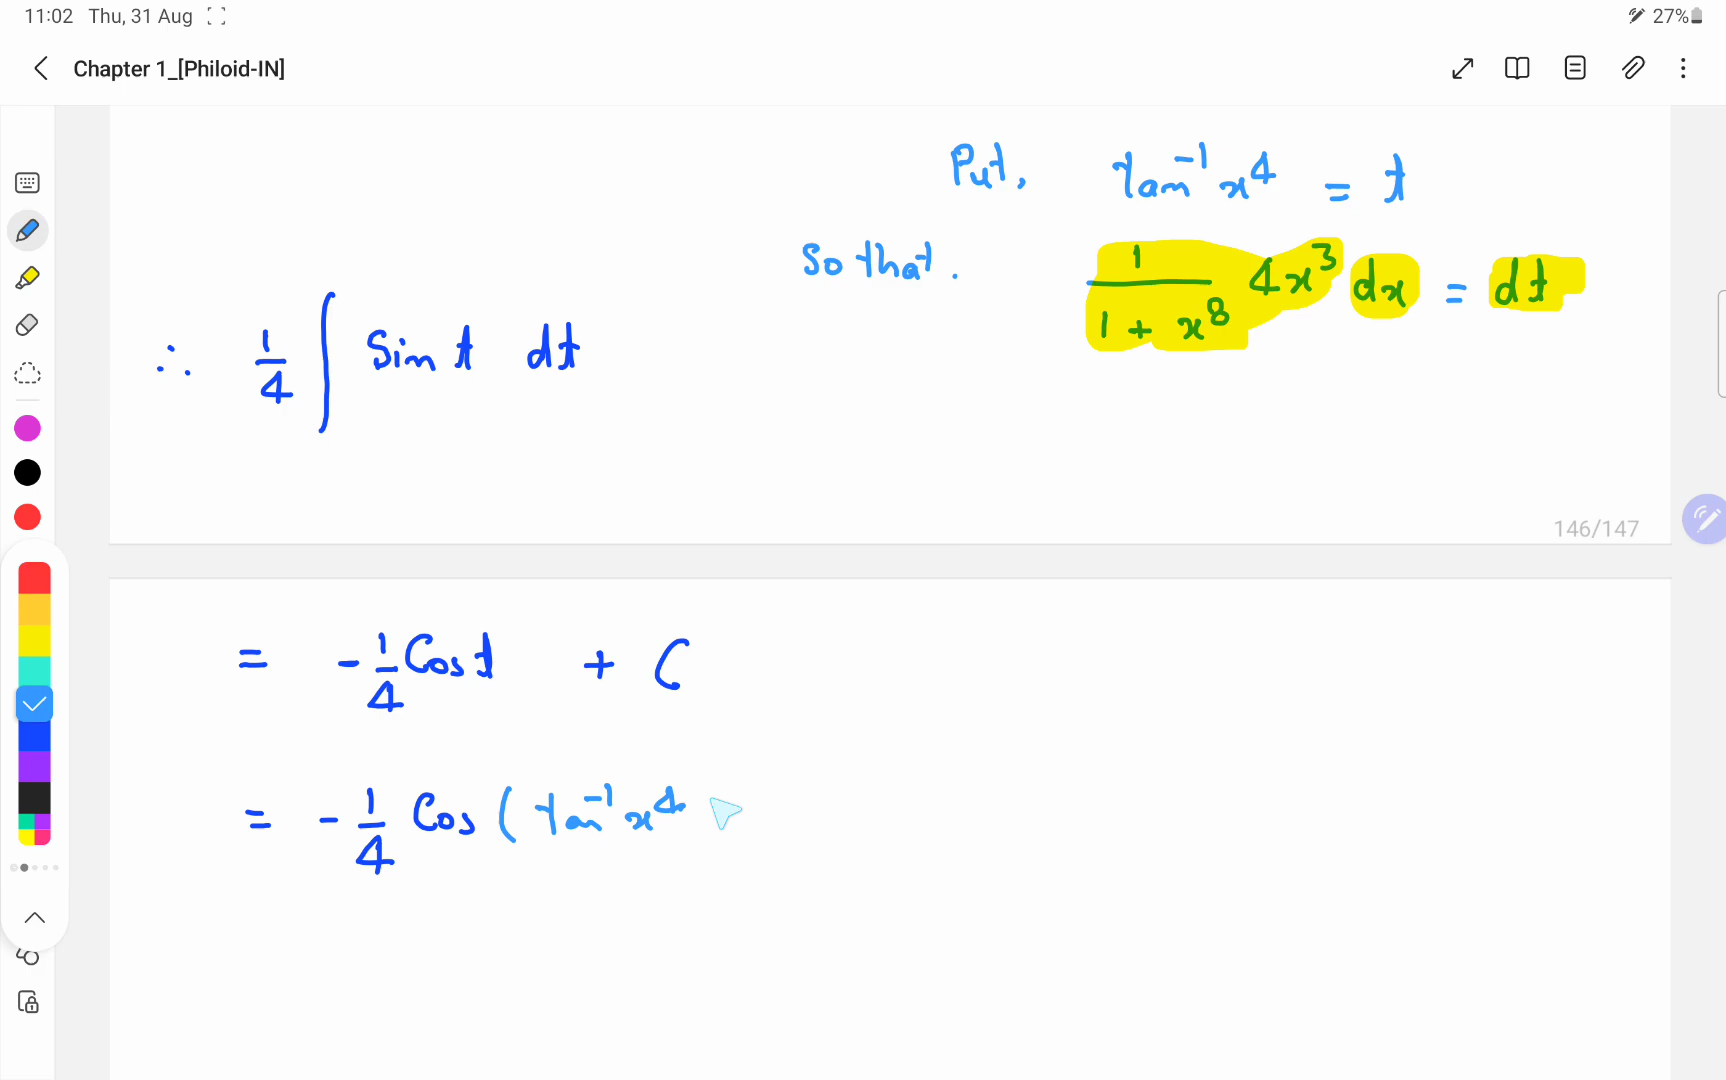 11:02 Thu, 31 Aug 27%
Chapter 1_[Philoid-IN]
Put, tan⁻¹ x⁴ = t
So that. 1/(1 + x⁸) 4x³ dx = dt
∴ 1/4 ∫ Sin t dt
146/147
= -1/4 Cos t + C
= -1/4 Cos ( tan⁻¹ x⁴